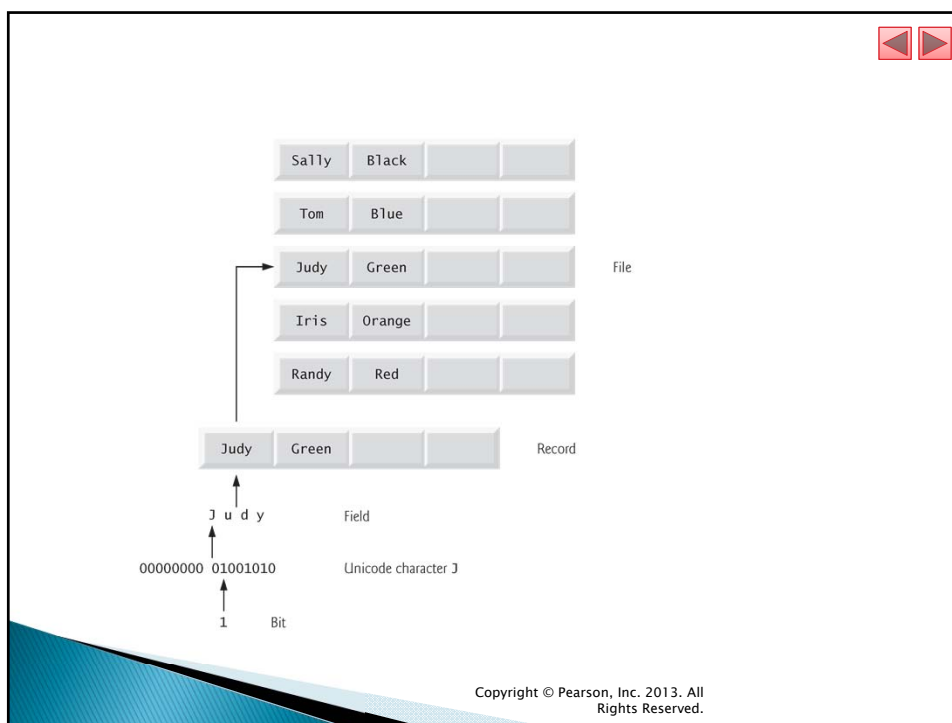 Sally Black
Tom Blue
Judy Green File
Iris Orange
Randy Red
Judy Green Record
J u d y Field
00000000 01001010 Unicode character J
1 Bit
Copyright © Pearson, Inc. 2013. All
Rights Reserved.